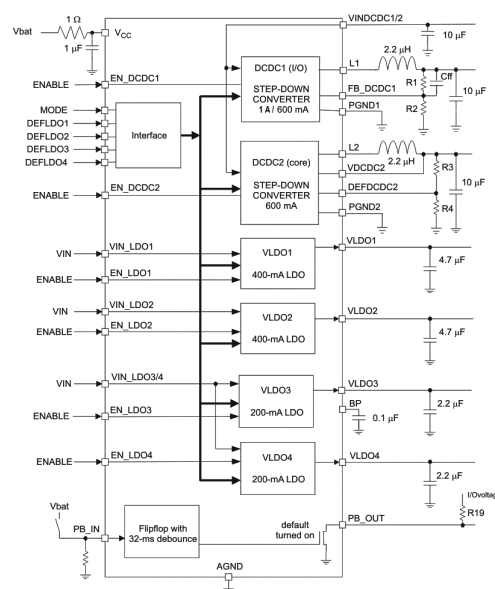 1 Ω
Vbat
VCC
1 μF
VINDCDC1/2
10 μF
ENABLE
EN_DCDC1
DCDC1 (I/O)
STEP-DOWN
CONVERTER
1 A / 600 mA
L1
2.2 μH
R1
Cff
FB_DCDC1
R2
10 μF
PGND1
MODE
DEFLDO1
DEFLDO2
DEFLDO3
DEFLDO4
Interface
ENABLE
EN_DCDC2
DCDC2 (core)
STEP-DOWN
CONVERTER
600 mA
L2
2.2 μH
VDCDC2
R3
DEFDCDC2
R4
10 μF
PGND2
VIN
VIN_LDO1
ENABLE
EN_LDO1
VLDO1
400-mA LDO
VLDO1
4.7 μF
VIN
VIN_LDO2
ENABLE
EN_LDO2
VLDO2
400-mA LDO
VLDO2
4.7 μF
VIN
VIN_LDO3/4
ENABLE
EN_LDO3
VLDO3
200-mA LDO
VLDO3
BP
0.1 μF
2.2 μF
ENABLE
EN_LDO4
VLDO4
200-mA LDO
VLDO4
2.2 μF
I/Ovoltage
R19
Vbat
PB_IN
Flipflop with
32-ms debounce
default
turned on
PB_OUT
AGND